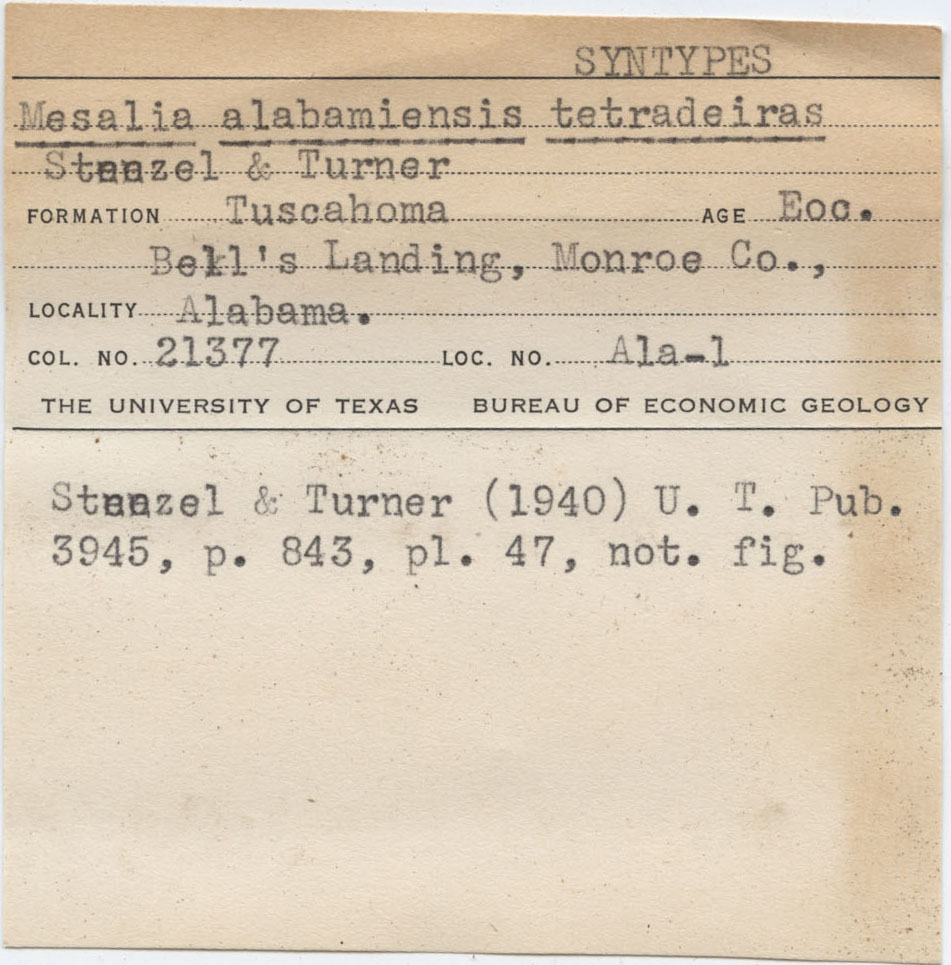 SYNTYPES
Mesalia alabamiensis tetradeiras
Stenzel & Turner
FORMATION Tuscahoma AGE Eoc.
Bell's Landing, Monroe Co.,
LOCALITY Alabama.
COL. NO. 21377 LOC. NO. Ala-1
THE UNIVERSITY OF TEXAS BUREAU OF ECONOMIC GEOLOGY
Stenzel & Turner (1940) U. T. Pub.
3945, p. 843, pl. 47, not. fig.